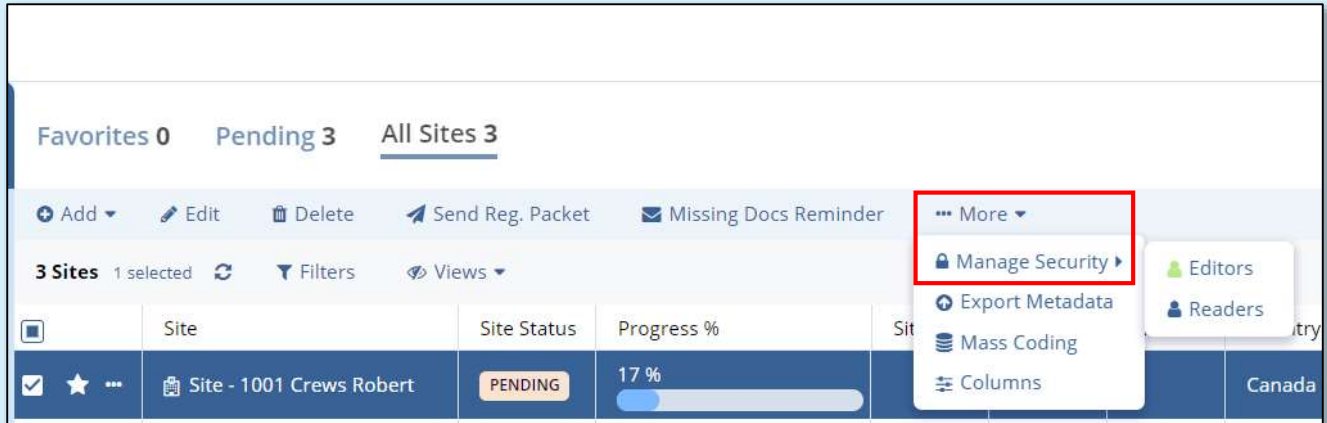 Favorites 0 Pending 3 All Sites 3
Add Edit Delete Send Reg. Packet Missing Docs Reminder More
3 Sites 1 selected Filters Views Manage Security Editors
Export Metadata Readers
Site Site Status Progress % Sit try
Mass Coding
Columns
Site - 1001 Crews Robert PENDING 17 % Canada